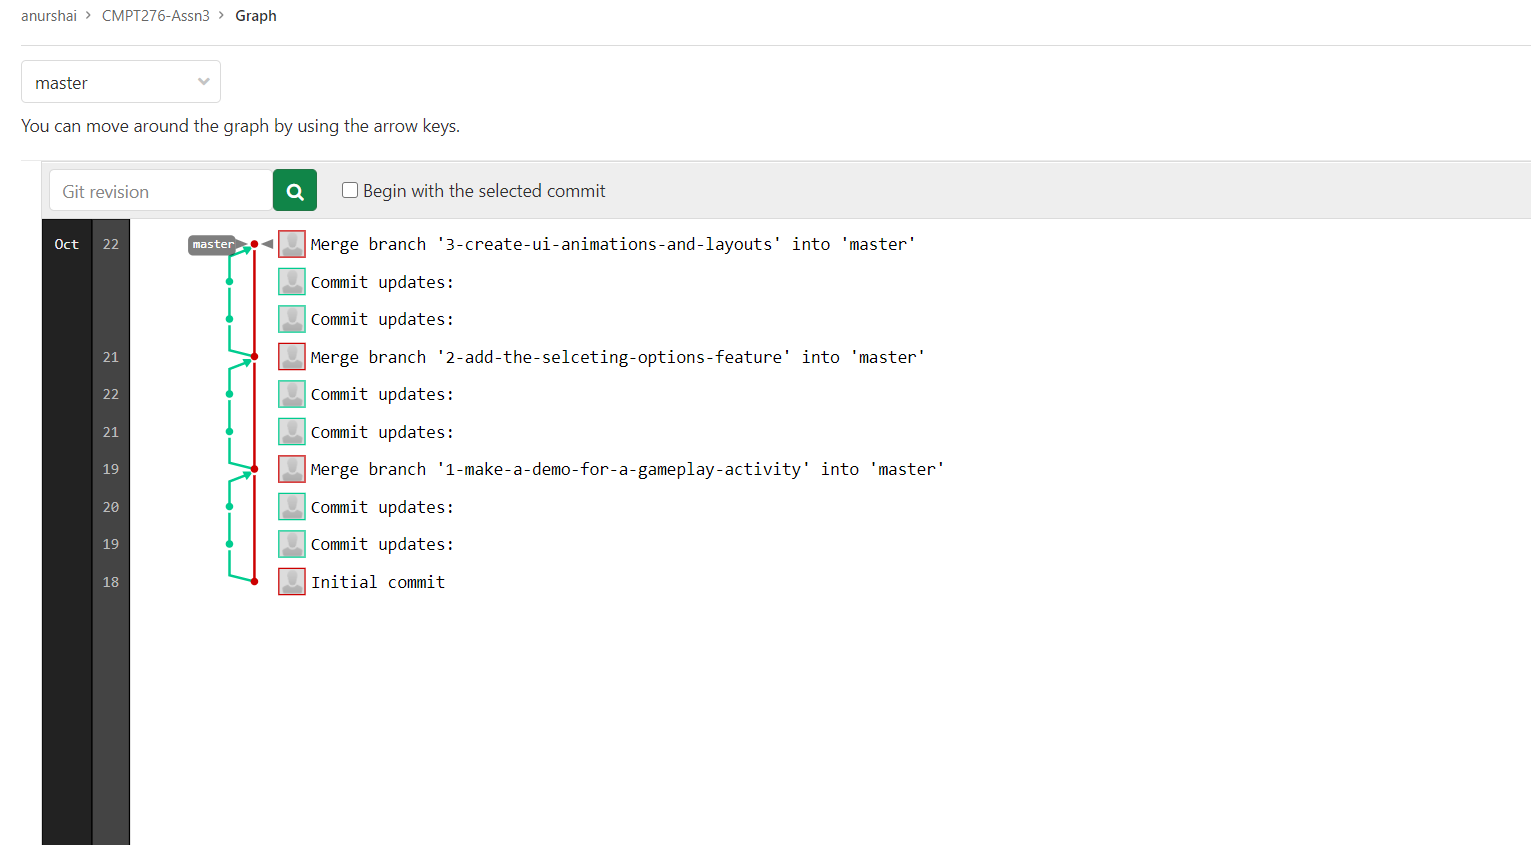 anurshai > CMPT276-Assn3 > Graph
master
You can move around the graph by using the arrow keys.
Git revision Begin with the selected commit
Oct 22 master Merge branch '3-create-ui-animations-and-layouts' into 'master'
Commit updates:
Commit updates:
21 Merge branch '2-add-the-selceting-options-feature' into 'master'
22 Commit updates:
21 Commit updates:
19 Merge branch '1-make-a-demo-for-a-gameplay-activity' into 'master'
20 Commit updates:
19 Commit updates:
18 Initial commit